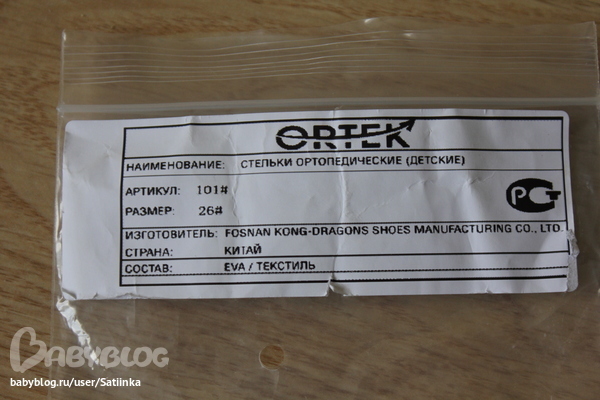 ORTEK
НАИМЕНОВАНИЕ: СТЕЛЬКИ ОРТОПЕДИЧЕСКИЕ (ДЕТСКИЕ)
АРТИКУЛ: 101#
РАЗМЕР: 26#
РСТ
ИЗГОТОВИТЕЛЬ: FOSNAN KONG-DRAGONS SHOES MANUFACTURING CO., LTD.
СТРАНА: КИТАЙ
СОСТАВ: EVA / ТЕКСТИЛЬ
BABYBLOG
babyblog.ru/user/Satiinka